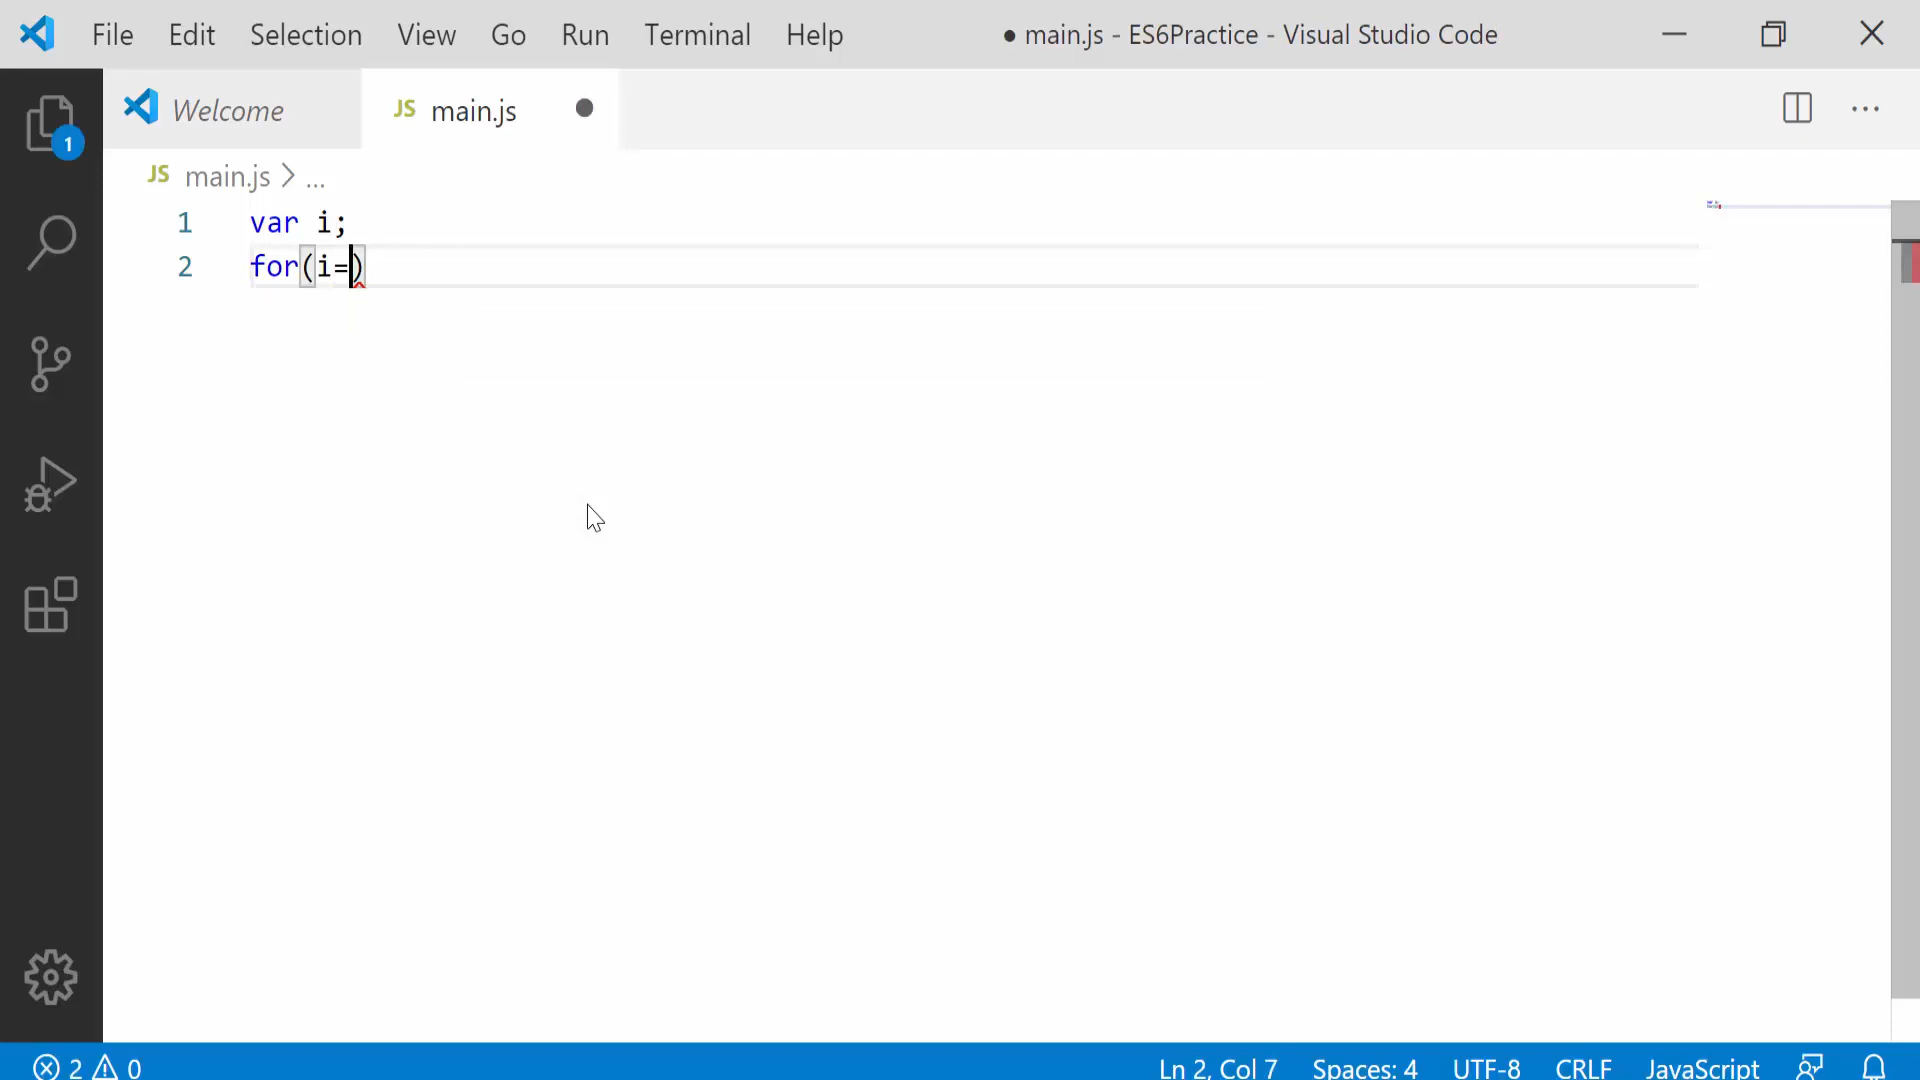 File Edit Selection View Go Run Terminal Help ● main.js - ES6Practice - Visual Studio Code
Welcome JS main.js
1
JS main.js > ...
1 var i;
2 for(i=)
2 0 Ln 2, Col 7 Spaces: 4 UTF-8 CRLF JavaScript